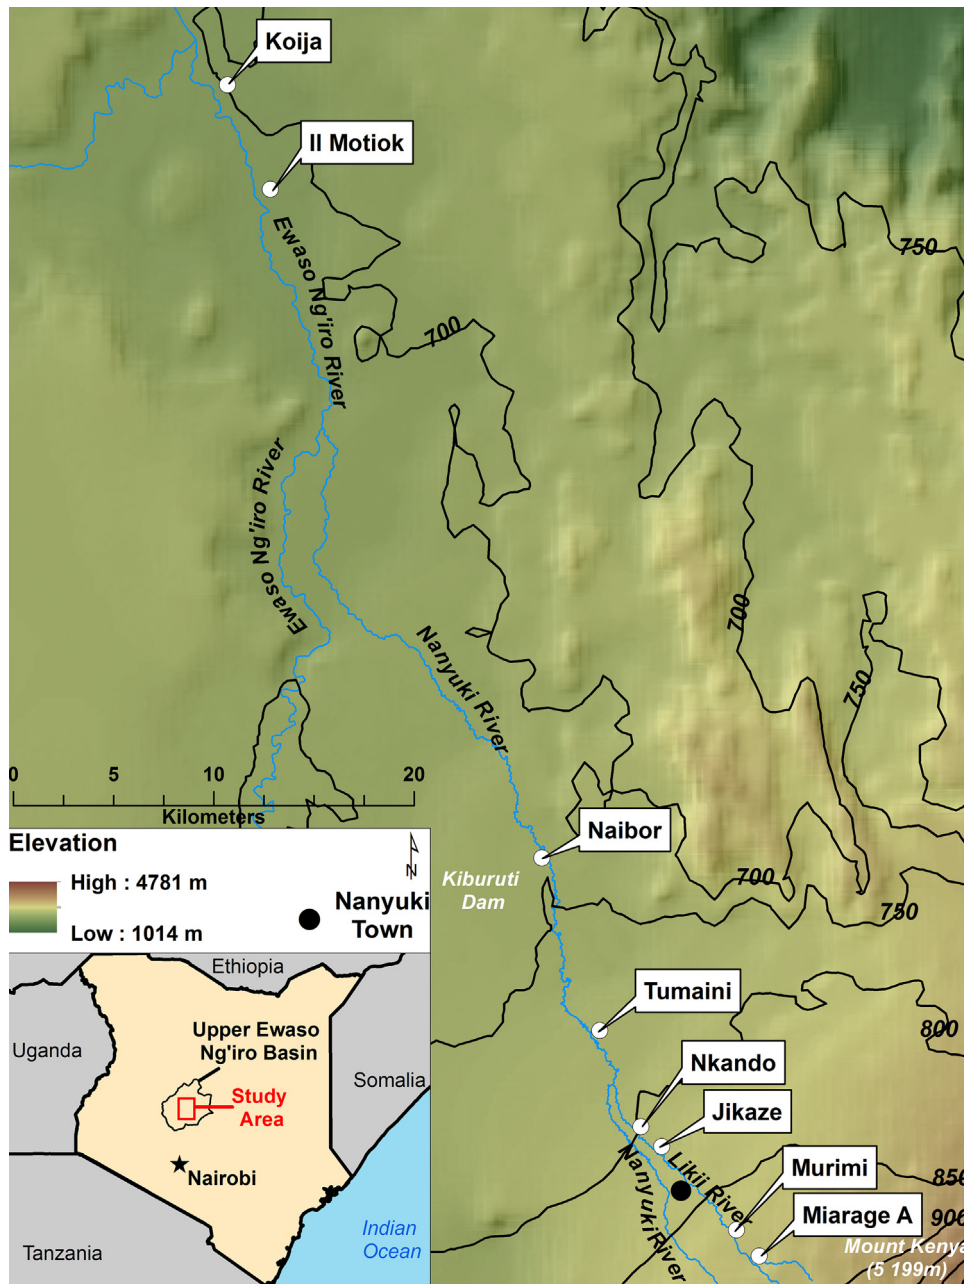 Koija
Il Motiok
Ewaso Ng'iro River
750
700
Ewaso Ng'iro River
700
750
Nanyuki River
0 5 10 20
Kilometers
Naibor
Kiburuti
Dam
700
750
Elevation
High : 4781 m
Low : 1014 m
Nanyuki
Town
Tumaini
800
Nkando
Jikaze
Likii River
Nanyuki River
Murimi
850
900
Miarage A
Mount Kenya
(5 199m)
Ethiopia
Uganda
Upper Ewaso
Ng'iro Basin
Somalia
Study
Area
Nairobi
Indian
Ocean
Tanzania